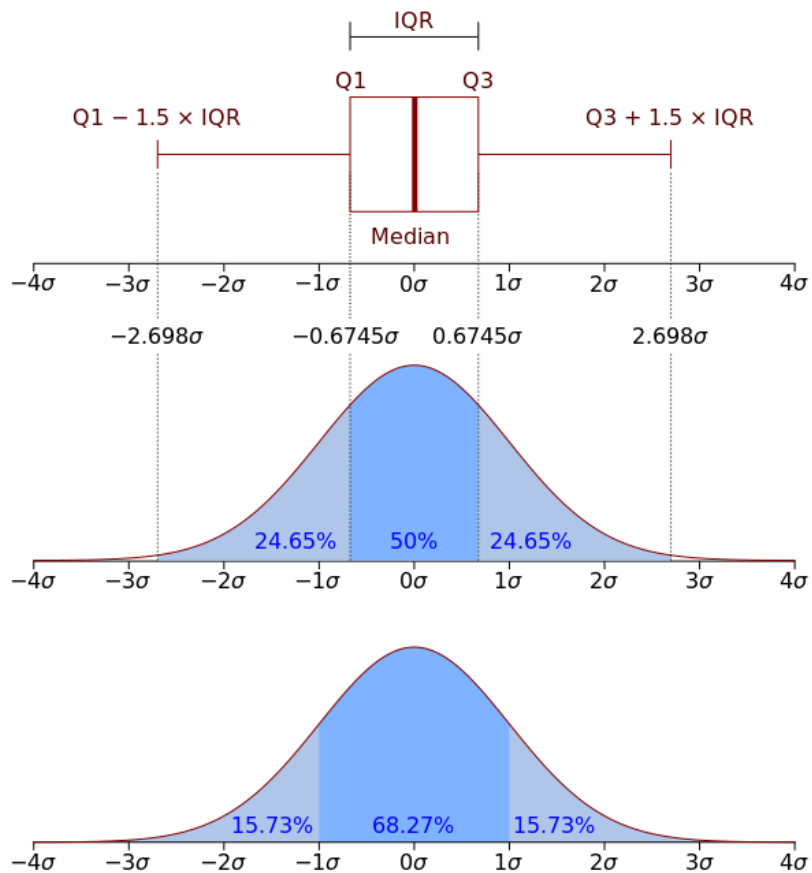 IQR
Q1 Q3
Q1 − 1.5 × IQR Q3 + 1.5 × IQR
Median
−4σ −3σ −2σ −1σ 0σ 1σ 2σ 3σ 4σ
−2.698σ −0.6745σ 0.6745σ 2.698σ
24.65% 50% 24.65%
−4σ −3σ −2σ −1σ 0σ 1σ 2σ 3σ 4σ
15.73% 68.27% 15.73%
−4σ −3σ −2σ −1σ 0σ 1σ 2σ 3σ 4σ